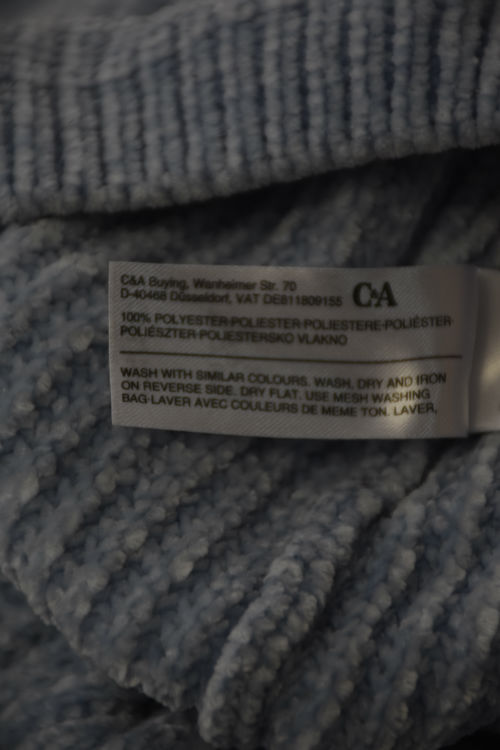 C&A Buying, Wanheimer Str. 70
D-40468 Düsseldorf, VAT DE811809155
C&A
100% POLYESTER·POLIESTER·POLIESTERE·POLIÉSTER·
POLIÉSZTER·POLIESTERSKO VLAKNO
WASH WITH SIMILAR COLOURS. WASH, DRY AND IRON
ON REVERSE SIDE. DRY FLAT. USE MESH WASHING
BAG·LAVER AVEC COULEURS DE MEME TON. LAVER,